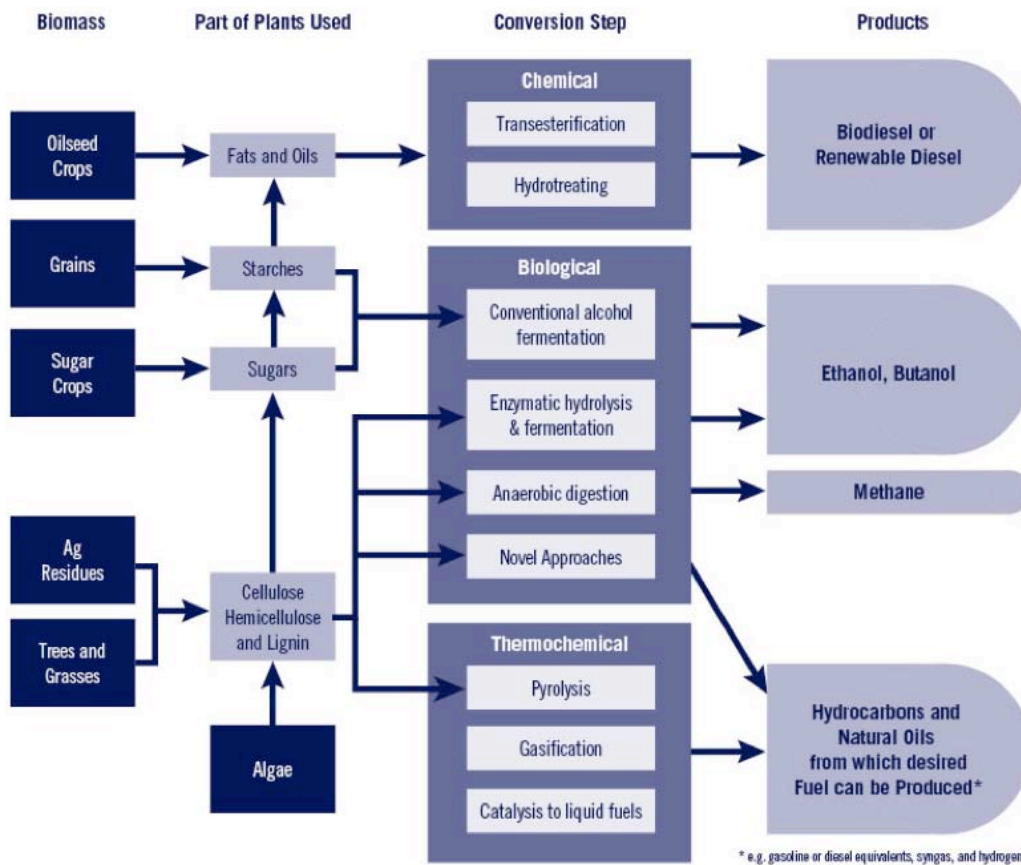 Biomass
Part of Plants Used
Conversion Step
Products
Oilseed
Crops
Grains
Sugar
Crops
Ag
Residues
Trees and
Grasses
Algae
Fats and Oils
Starches
Sugars
Cellulose
Hemicellulose
and Lignin
Chemical
Transesterification
Hydrotreating
Biological
Conventional alcohol
fermentation
Enzymatic hydrolysis
& fermentation
Anaerobic digestion
Novel Approaches
Thermochemical
Pyrolysis
Gasification
Catalysis to liquid fuels
Biodiesel or
Renewable Diesel
Ethanol, Butanol
Methane
Hydrocarbons and
Natural Oils
from which desired
Fuel can be Produced*
* e.g. gasoline or diesel equivalents, syngas, and hydrogen